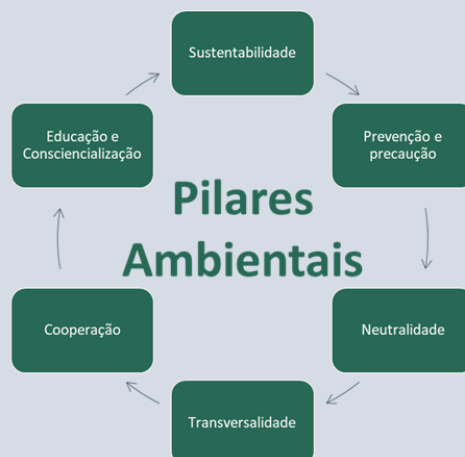 Sustentabilidade
Prevenção e
precaução
Neutralidade
Transversalidade
Cooperação
Educação e
Consciencialização
Pilares
Ambientais